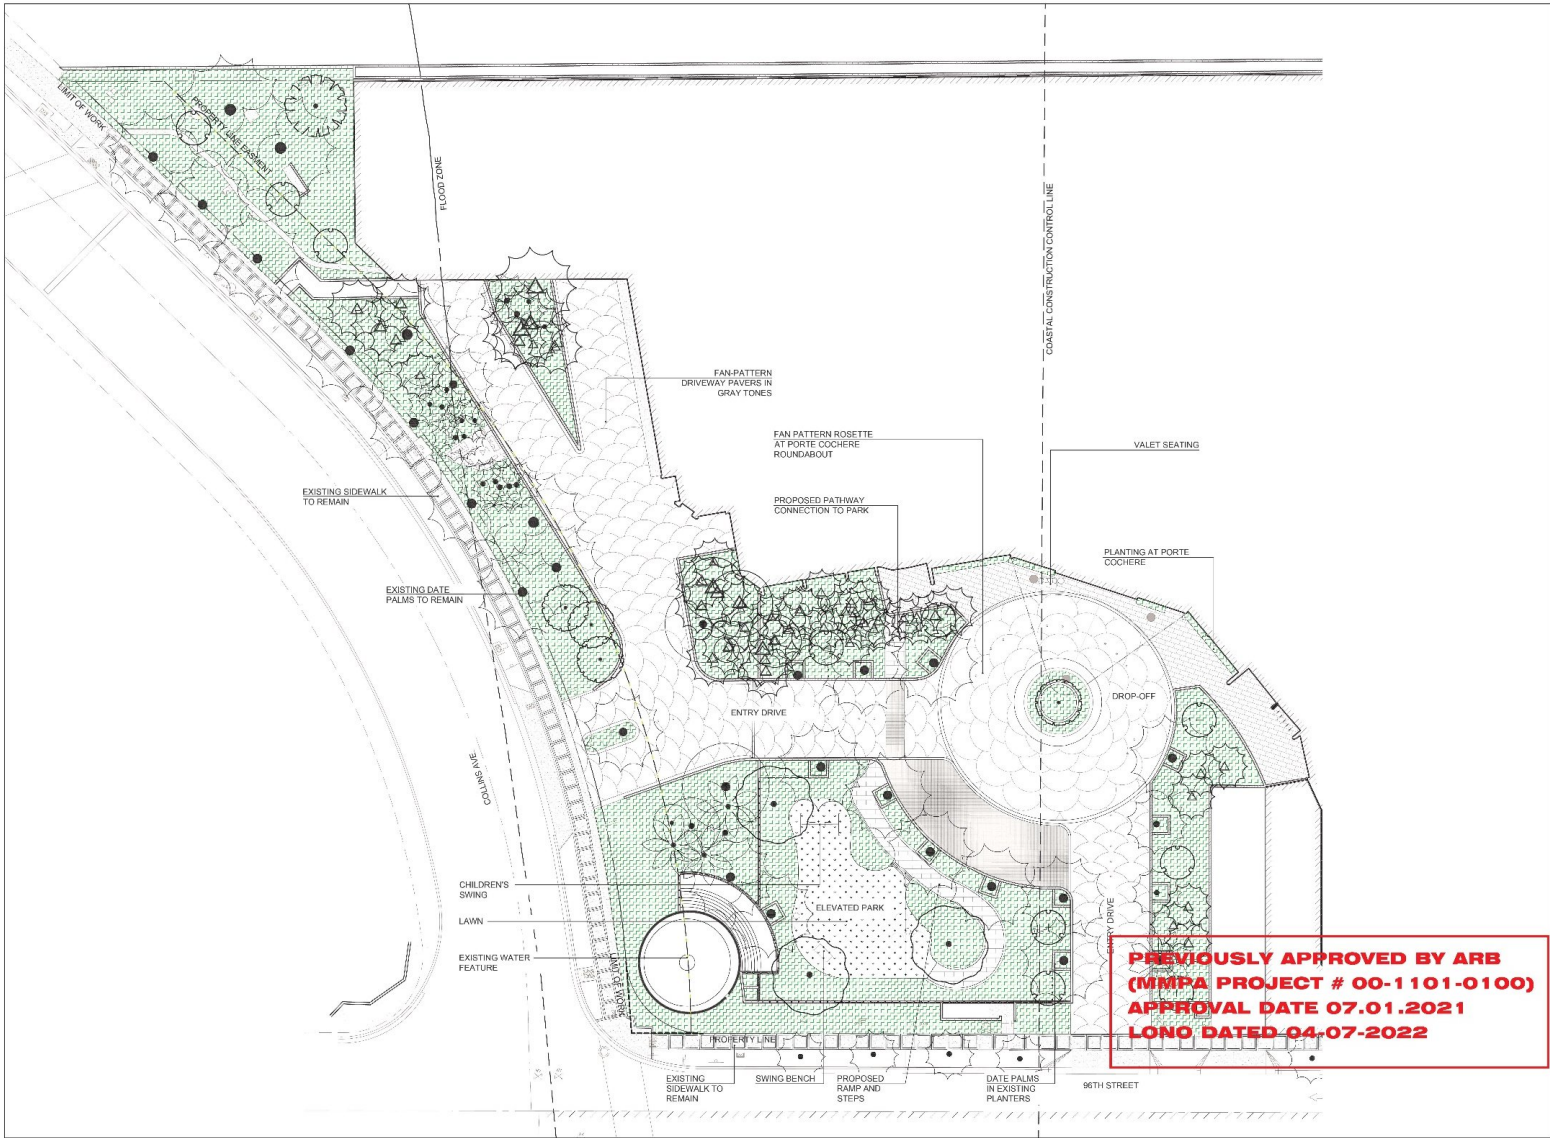 LIMIT OF WORK
PROPERTY LINE EASMENT
FLOOD ZONE
COASTAL CONSTRUCTION CONTROL LINE
FAN-PATTERN
DRIVEWAY PAVERS IN
GRAY TONES
FAN PATTERN ROSETTE
AT PORTE COCHERE
ROUNDABOUT
VALET SEATING
EXISTING SIDEWALK
TO REMAIN
PROPOSED PATHWAY
CONNECTION TO PARK
PLANTING AT PORTE
COCHERE
EXISTING DATE
PALMS TO REMAIN
ENTRY DRIVE
DROP-OFF
COLLINS AVE
CHILDREN'S
SWING
LAWN
ELEVATED PARK
EXISTING WATER
FEATURE
ENTRY DRIVE
LIMIT OF WORK
PREVIOUSLY APPROVED BY ARB
(MMPA PROJECT # 00-1101-0100)
APPROVAL DATE 07.01.2021
LONO DATED 04-07-2022
PROPERTY LINE
EXISTING
SIDEWALK TO
REMAIN
SWING BENCH
PROPOSED
RAMP AND
STEPS
DATE PALMS
IN EXISTING
PLANTERS
96TH STREET